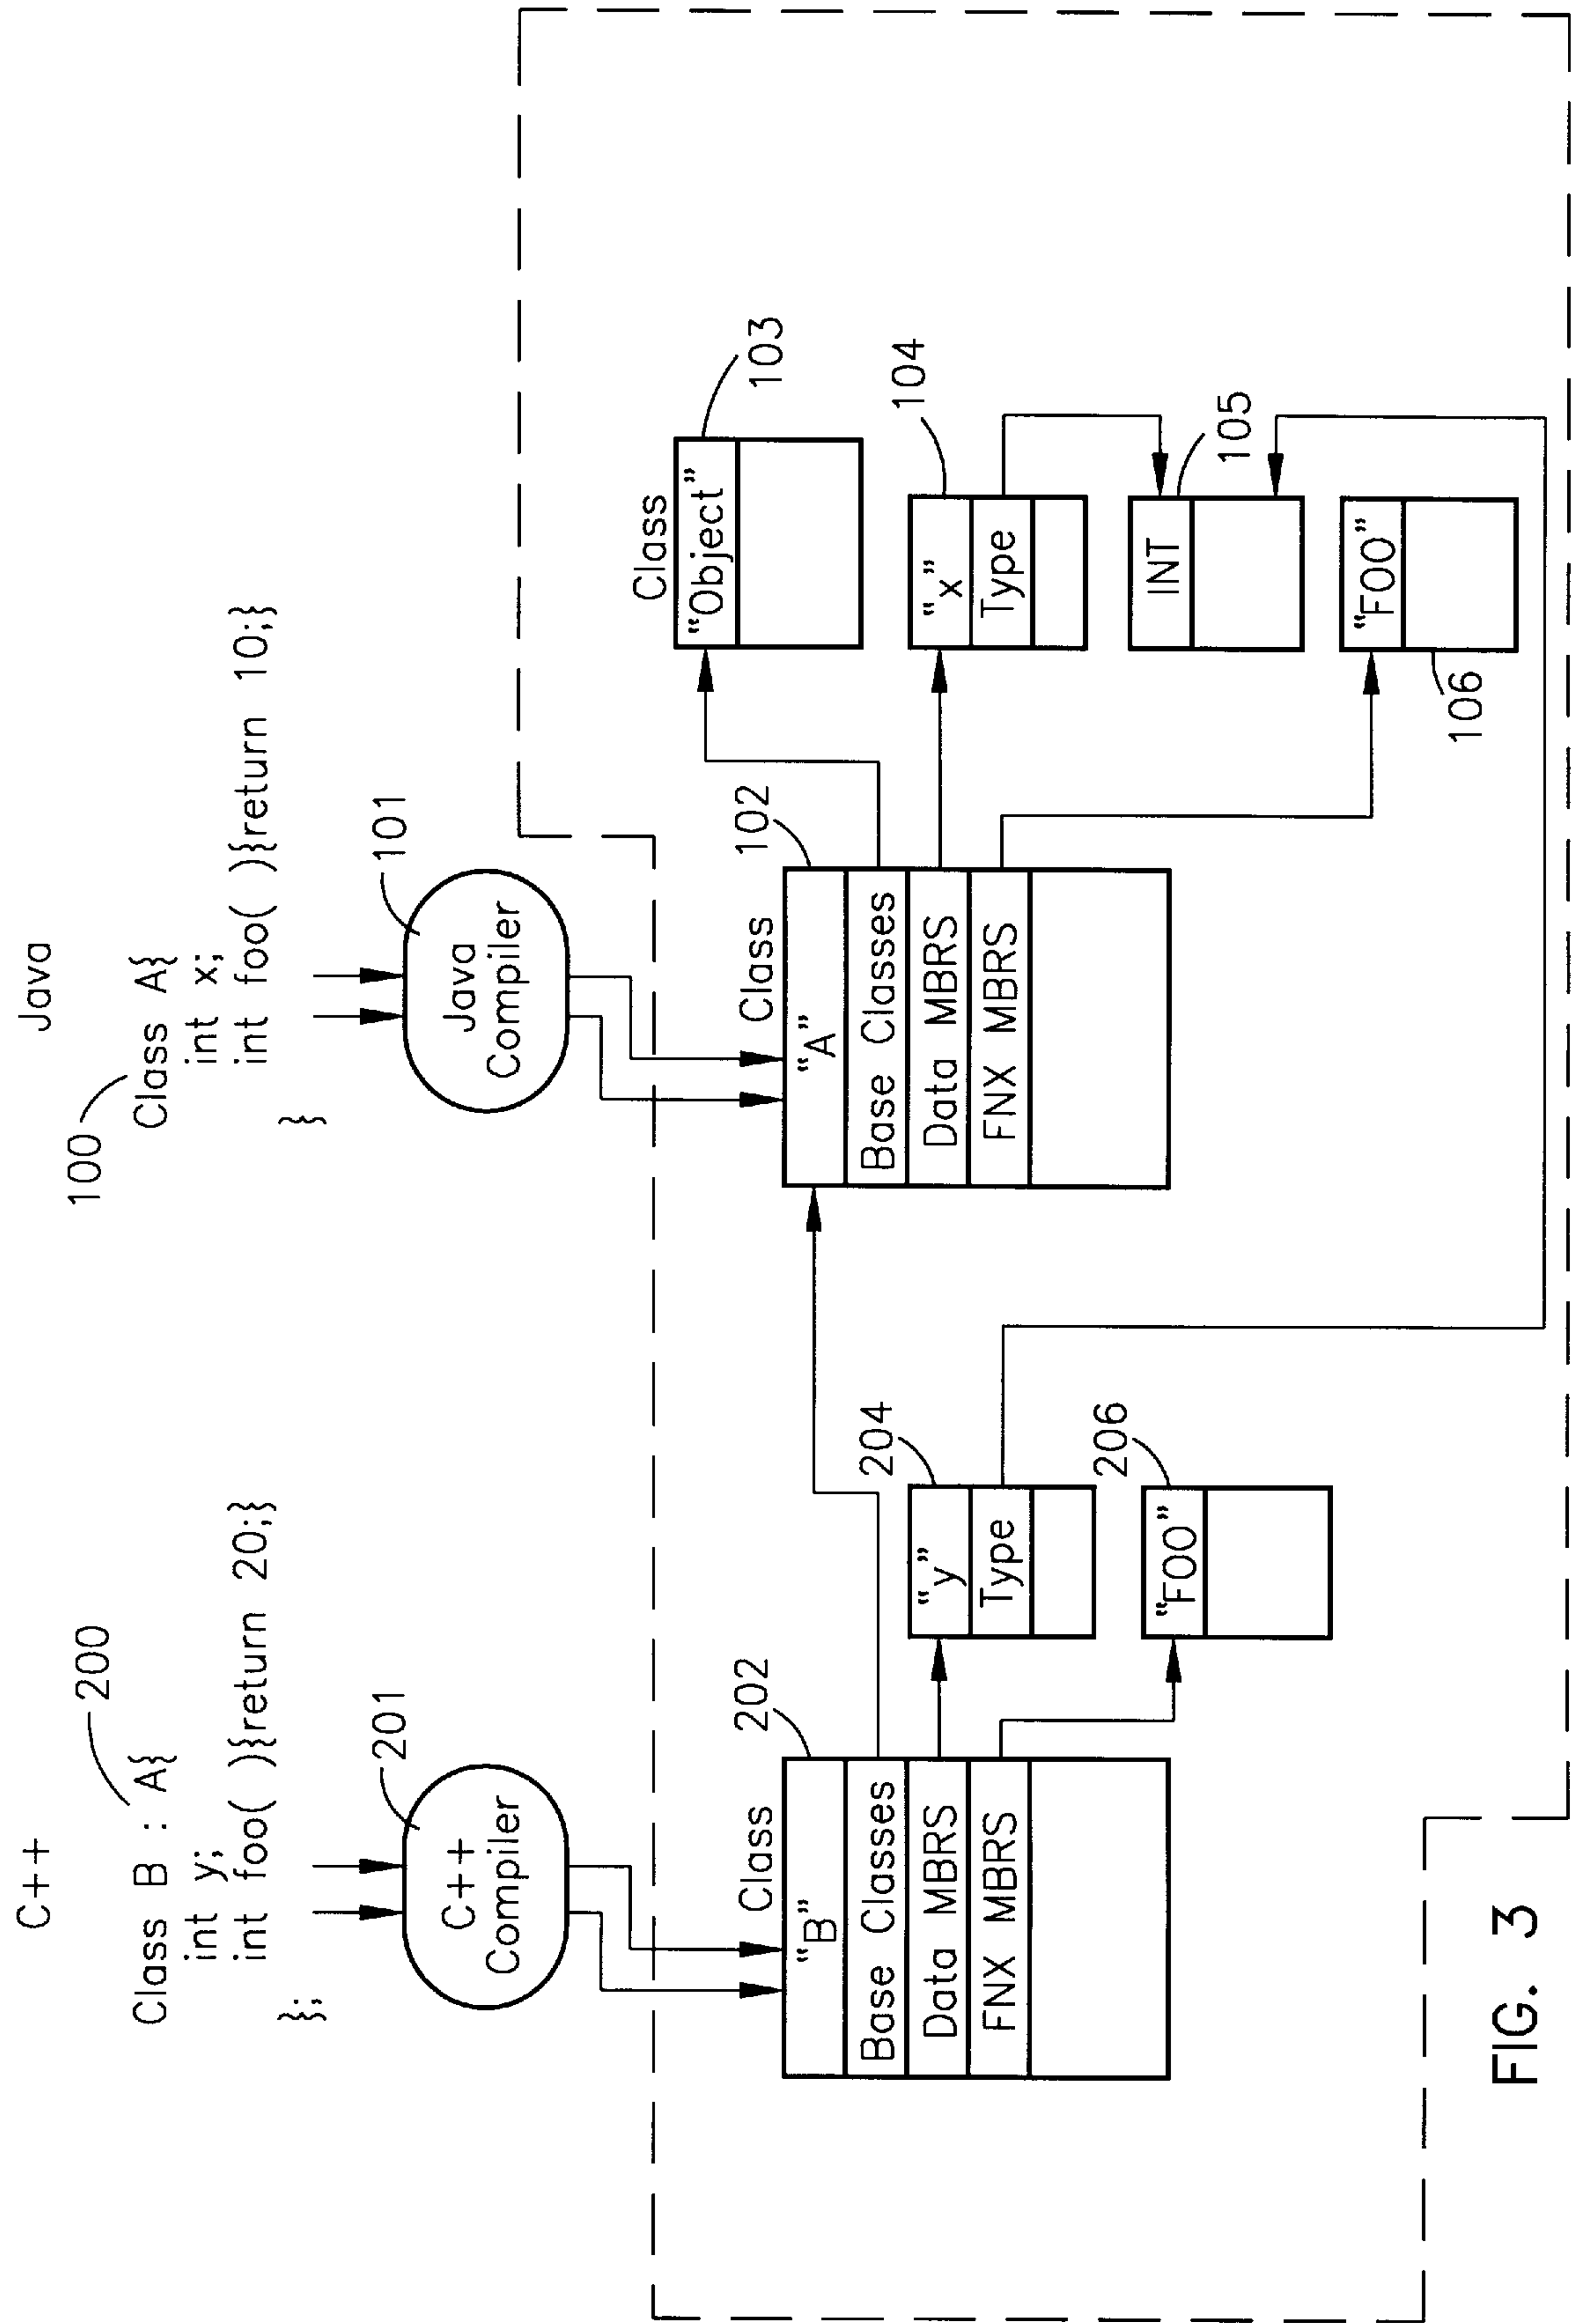 C++
200
Class B : A{
int y;
int foo( ){return 20;}
};
201
C++
Compiler
Java
100
Class A{
int x;
int foo( ){return 10;}
}
101
Java
Compiler
Class
202
"B"
Base Classes
Data MBRS
FNX MBRS
204
"y"
Type
206
"FOO"
Class
102
"A"
Base Classes
Data MBRS
FNX MBRS
Class
103
"Object"
104
"x"
Type
105
INT
"FOO"
106
FIG. 3